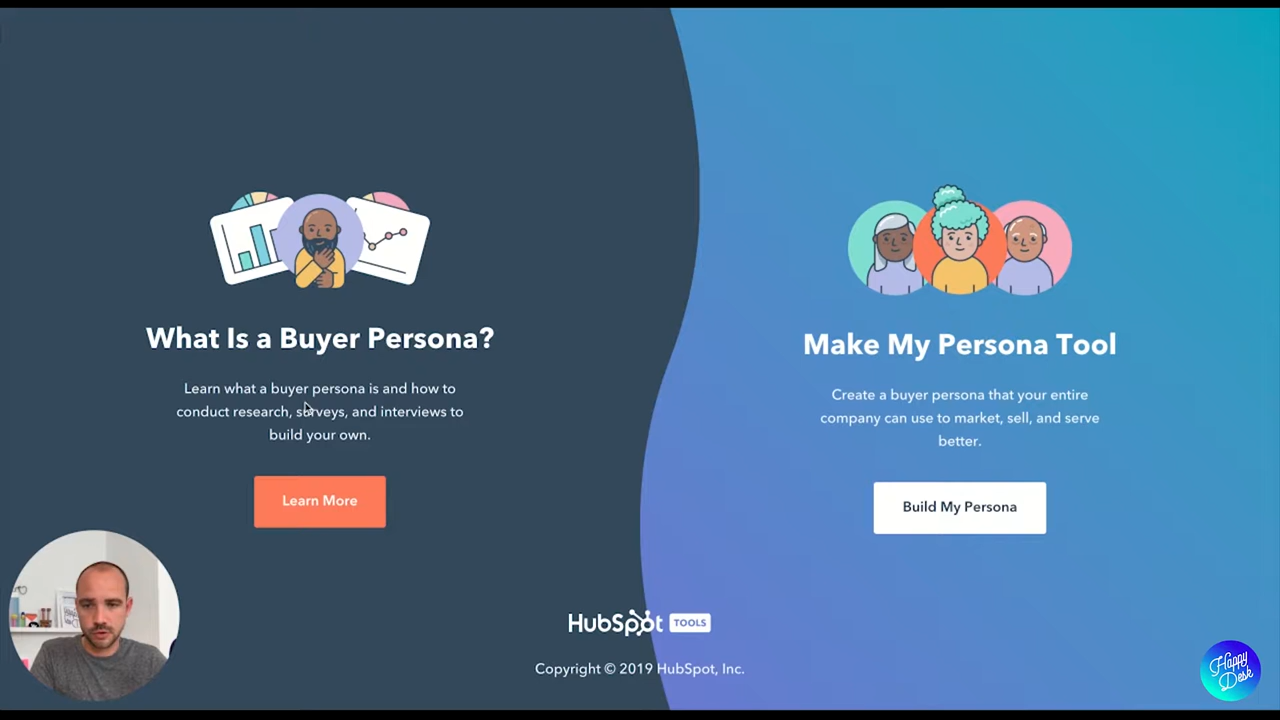 What Is a Buyer Persona?
Learn what a buyer persona is and how to
conduct research, surveys, and interviews to
build your own.
Learn More
Make My Persona Tool
Create a buyer persona that your entire
company can use to market, sell, and serve
better.
Build My Persona
HubSpot TOOLS
Copyright © 2019 HubSpot, Inc.
Happy
Desk